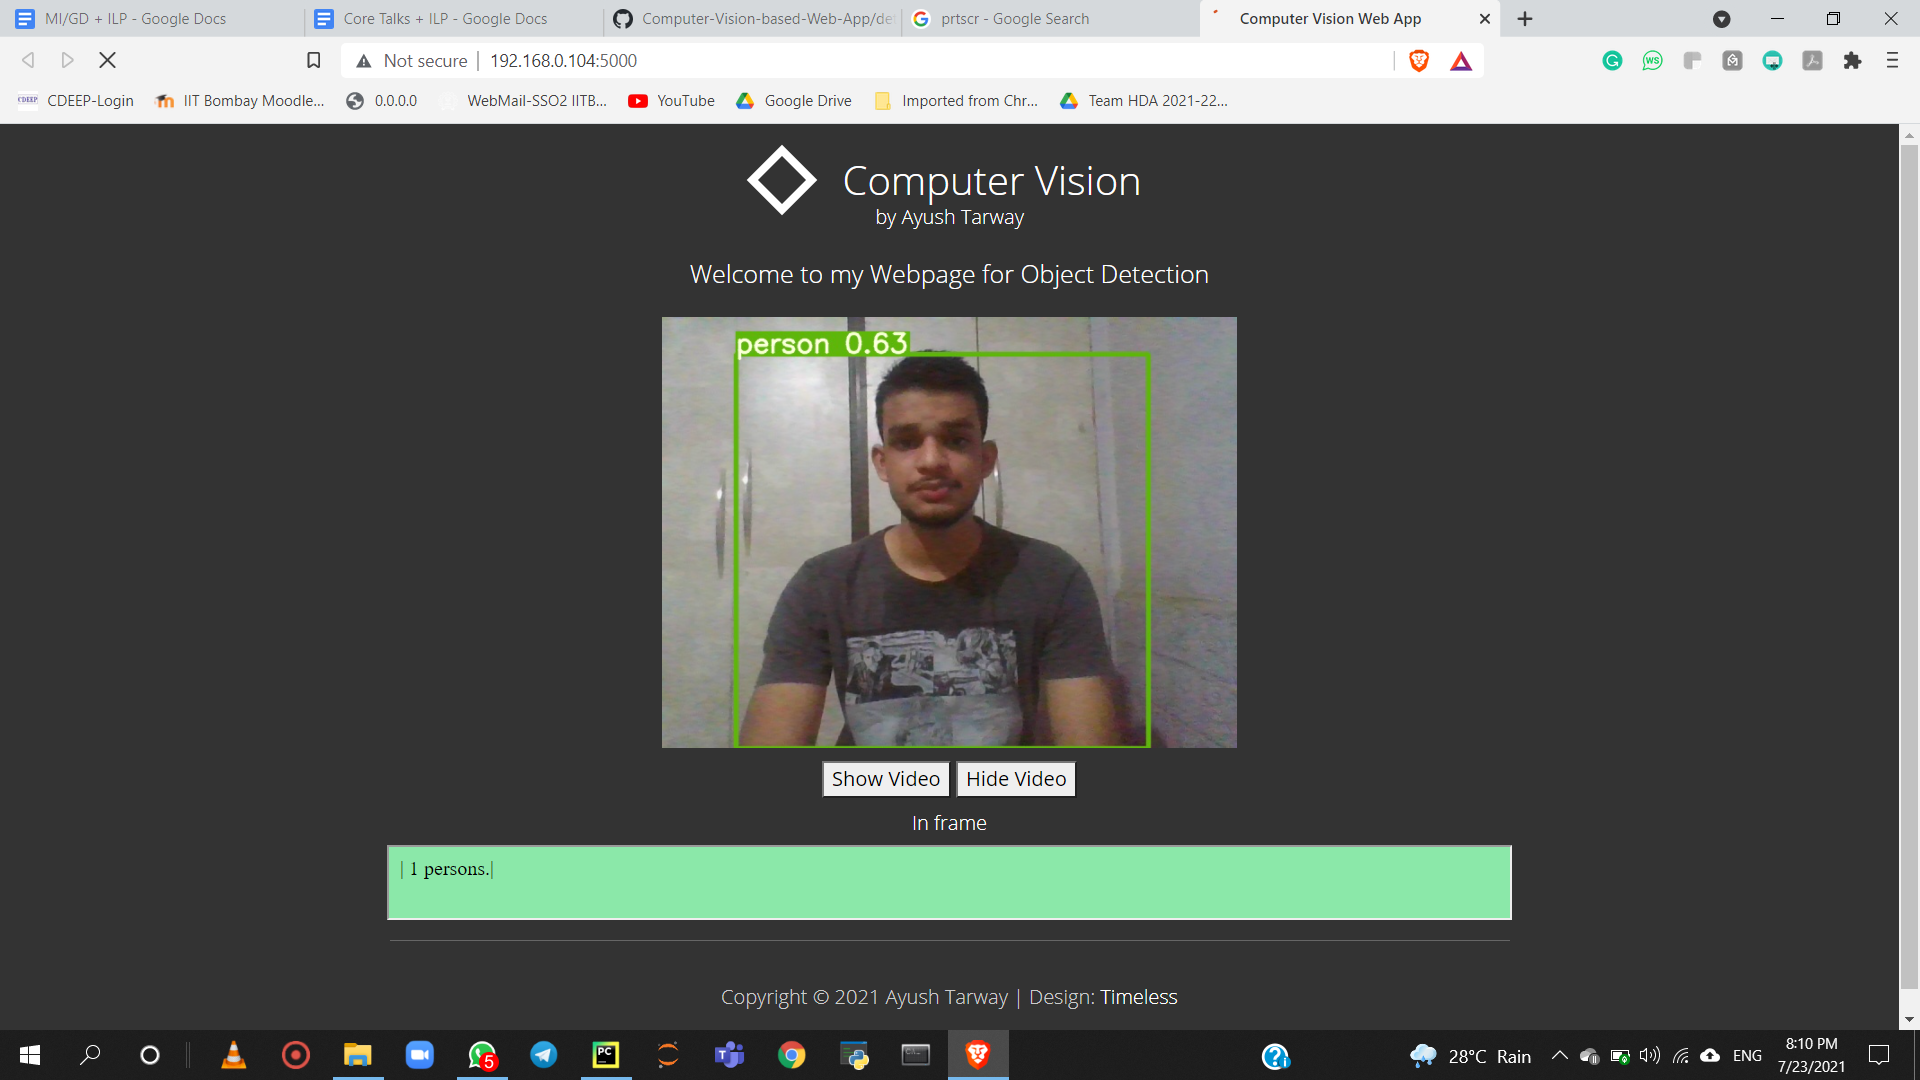 MI/GD + ILP - Google Docs
Core Talks + ILP - Google Docs
Computer-Vision-based-Web-App/de
prtscr - Google Search
Computer Vision Web App
Not secure
192.168.0.104:5000
CDEEP-Login
IIT Bombay Moodle...
0.0.0.0
WebMail-SSO2 IITB...
YouTube
Google Drive
Imported from Chr...
Team HDA 2021-22...
Computer Vision
by Ayush Tarway
Welcome to my Webpage for Object Detection
person 0.63
Show Video
Hide Video
In frame
| 1 persons.|
Copyright © 2021 Ayush Tarway | Design: Timeless
5
PC
28°C Rain
ENG
8:10 PM
7/23/2021